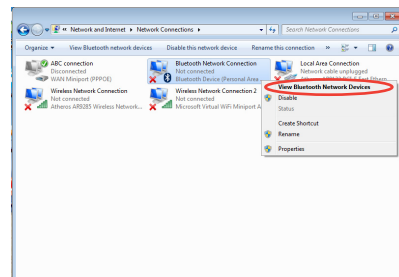 « Network and Internet ▸ Network Connections ▸
Search Network Connections
Organize ▾ View Bluetooth network devices Disable this network device Rename this connection »
ABC connection
Disconnected
WAN Miniport (PPPOE)
Bluetooth Network Connection
Not connected
Bluetooth Device (Personal Area ...
Local Area Connection
Network cable unplugged
Wireless Network Connection
Not connected
Atheros AR9285 Wireless Network...
Wireless Network Connection 2
Not connected
Microsoft Virtual WiFi Miniport A
View Bluetooth Network Devices
Disable
Status
Create Shortcut
Rename
Properties